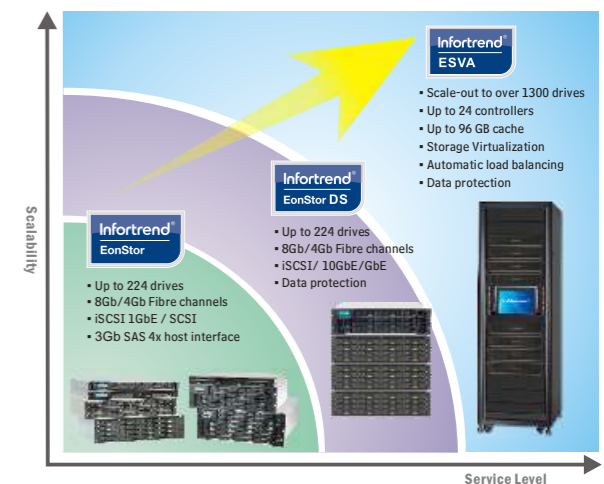 Infortrend®
ESVA
▪ Scale-out to over 1300 drives
▪ Up to 24 controllers
▪ Up to 96 GB cache
▪ Storage Virtualization
▪ Automatic load balancing
▪ Data protection
Infortrend®
EonStor DS
▪ Up to 224 drives
▪ 8Gb/4Gb Fibre channels
▪ iSCSI/ 10GbE/GbE
▪ Data protection
Infortrend®
EonStor
▪ Up to 224 drives
▪ 8Gb/4Gb Fibre channels
▪ iSCSI 1GbE / SCSI
▪ 3Gb SAS 4x host interface
Scalability
Service Level